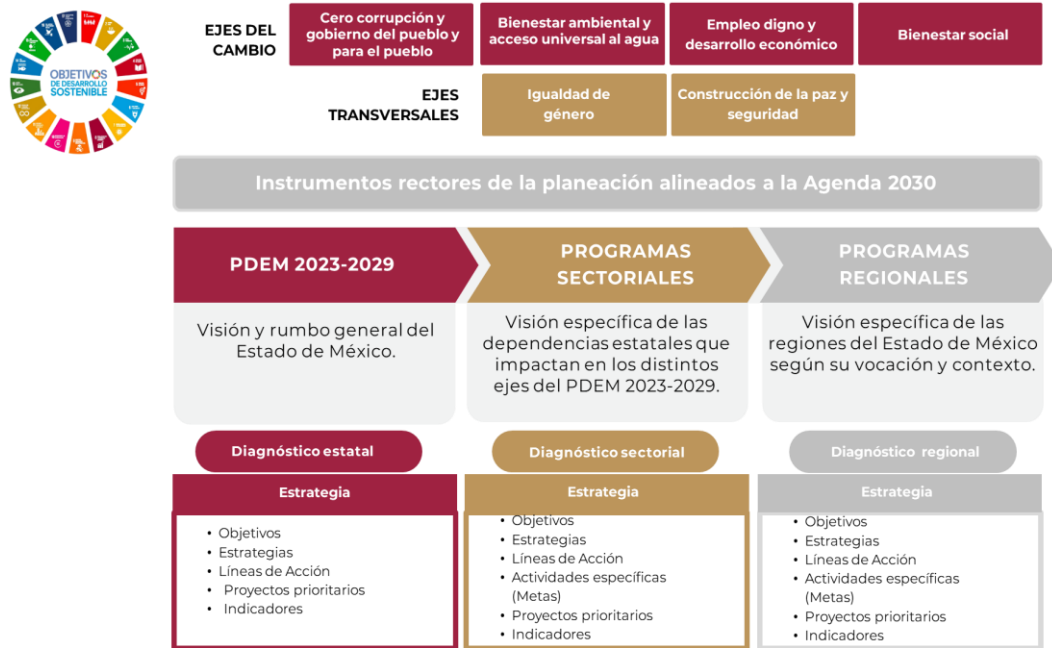 OBJETIVOS
DE DESARROLLO
SOSTENIBLE
EJES DEL
CAMBIO
Cero corrupción y
gobierno del pueblo y
para el pueblo
Bienestar ambiental y
acceso universal al agua
Empleo digno y
desarrollo económico
Bienestar social
EJES
TRANSVERSALES
Igualdad de
género
Construcción de la paz y
seguridad
Instrumentos rectores de la planeación alineados a la Agenda 2030
PDEM 2023-2029
PROGRAMAS
SECTORIALES
PROGRAMAS
REGIONALES
Visión y rumbo general del
Estado de México.
Visión específica de las
dependencias estatales que
impactan en los distintos
ejes del PDEM 2023-2029.
Visión específica de las
regiones del Estado de México
según su vocación y contexto.
Diagnóstico estatal
Diagnóstico sectorial
Diagnóstico regional
Estrategia
Estrategia
Estrategia
• Objetivos
• Estrategias
• Líneas de Acción
• Proyectos prioritarios
• Indicadores
• Objetivos
• Estrategias
• Líneas de Acción
• Actividades específicas
(Metas)
• Proyectos prioritarios
• Indicadores
• Objetivos
• Estrategias
• Líneas de Acción
• Actividades específicas
(Metas)
• Proyectos prioritarios
• Indicadores